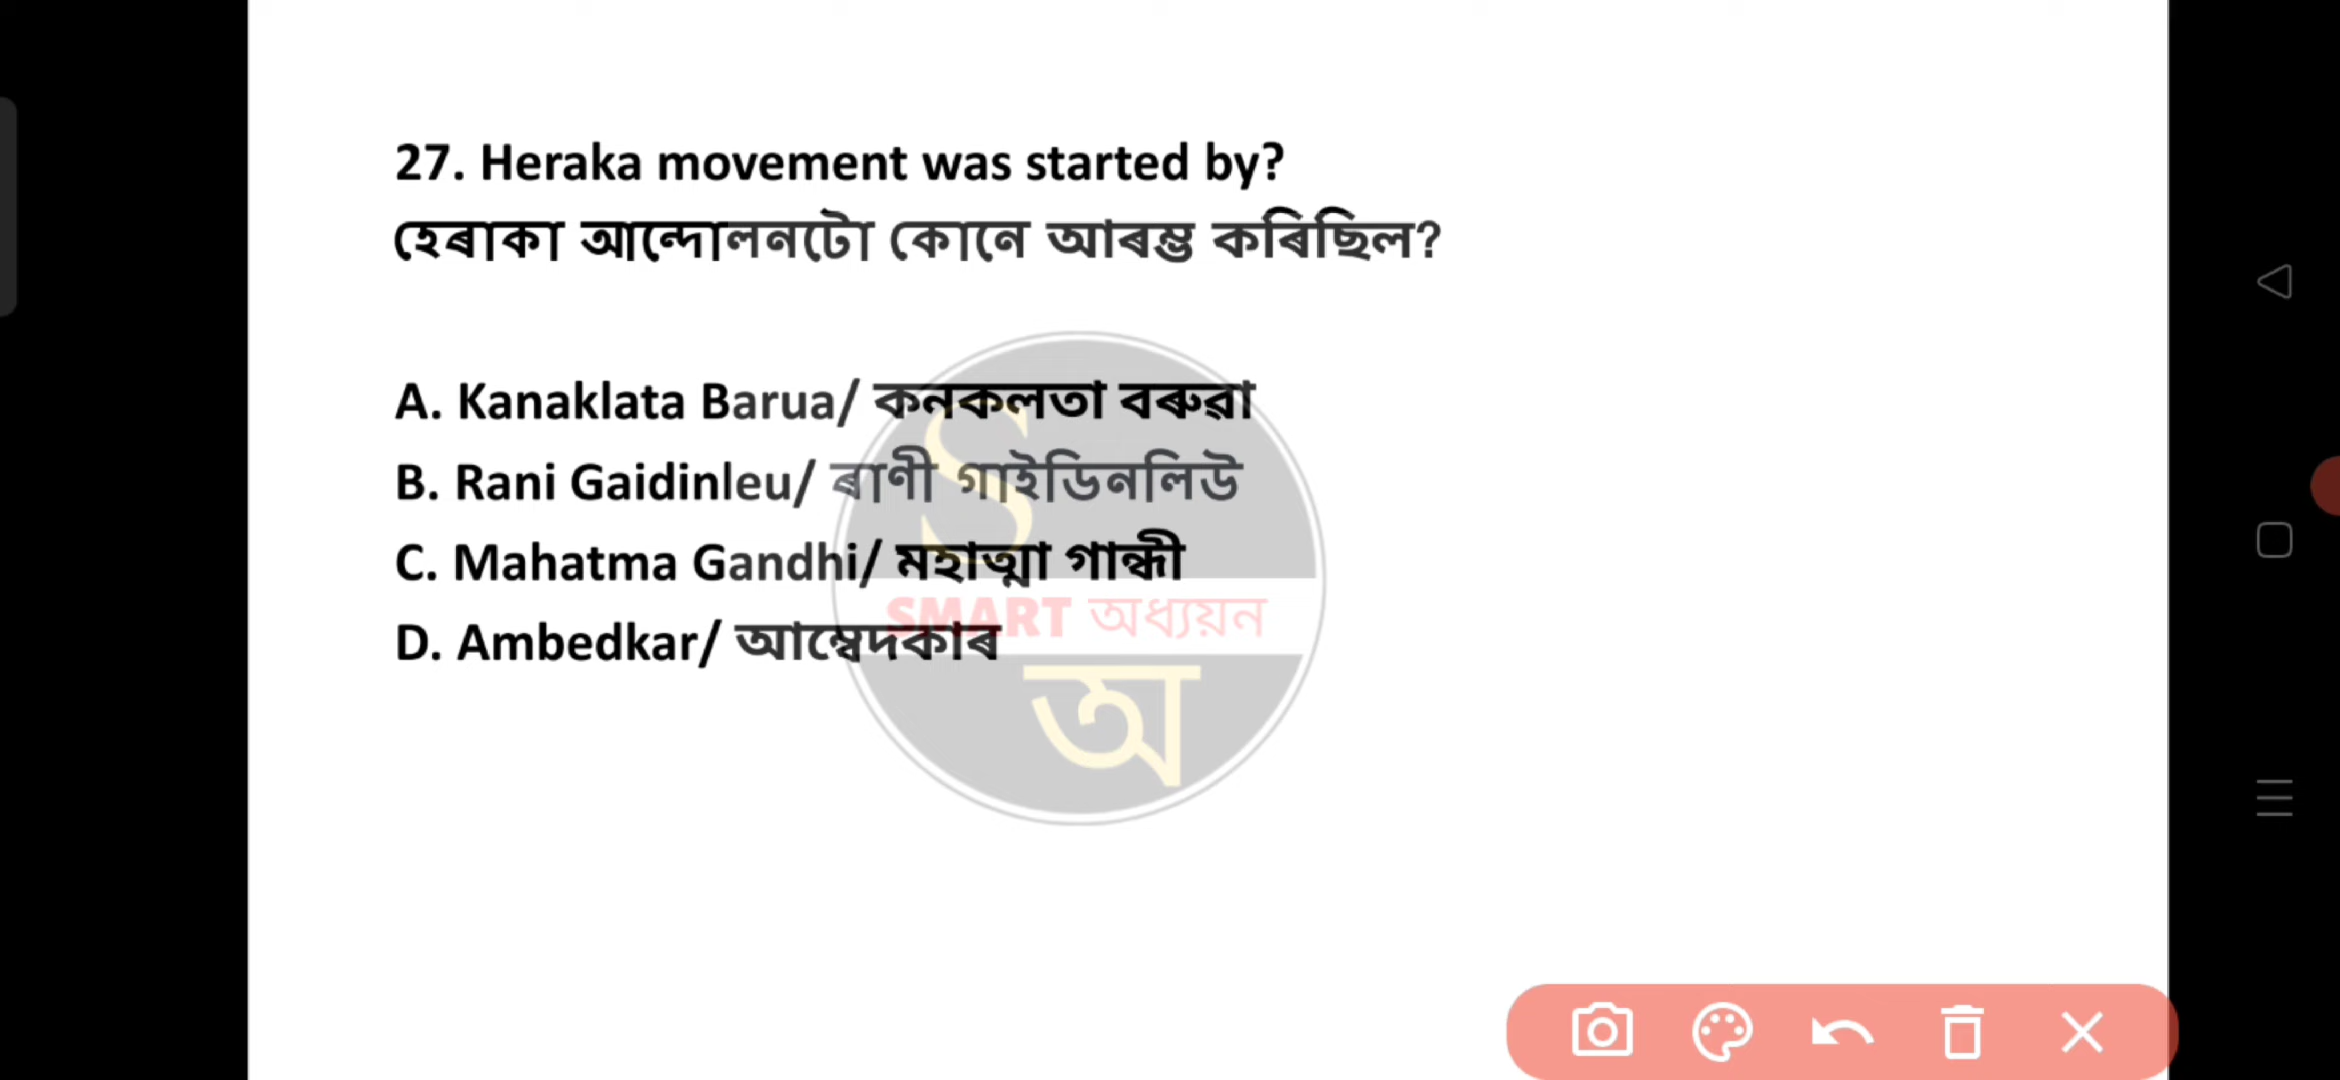 27. Heraka movement was started by?
হেৰাকা আন্দোলনটো কোনে আৰম্ভ কৰিছিল?
A. Kanaklata Barua/ কনকলতা বৰুৱা
B. Rani Gaidinleu/ ৰাণী গাইডিনলিউ
C. Mahatma Gandhi/ মহাত্মা গান্ধী
D. Ambedkar/ আম্বেদকাৰ
S
SMART অধ্যয়ন
অ